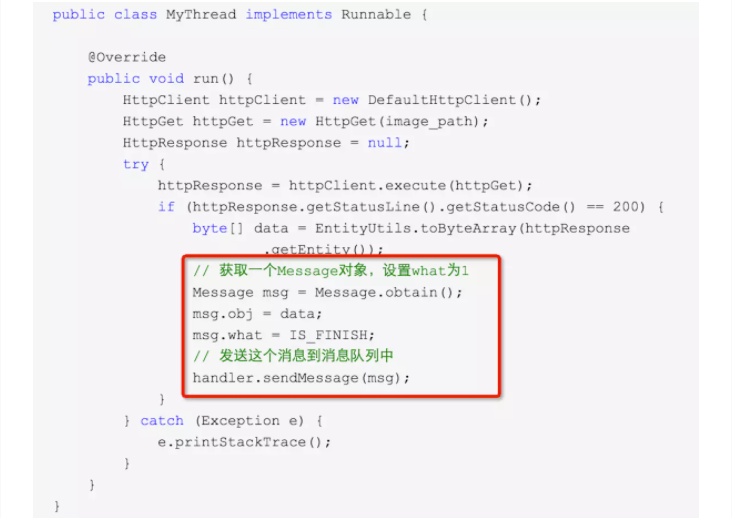 public class MyThread implements Runnable {
@Override
public void run() {
HttpClient httpClient = new DefaultHttpClient();
HttpGet httpGet = new HttpGet(image_path);
HttpResponse httpResponse = null;
try {
httpResponse = httpClient.execute(httpGet);
if (httpResponse.getStatusLine().getStatusCode() == 200) {
byte[] data = EntityUtils.toByteArray(httpResponse
.getEntity());
// 获取一个Message对象，设置what为1
Message msg = Message.obtain();
msg.obj = data;
msg.what = IS_FINISH;
// 发送这个消息到消息队列中
handler.sendMessage(msg);
}
} catch (Exception e) {
e.printStackTrace();
}
}
}